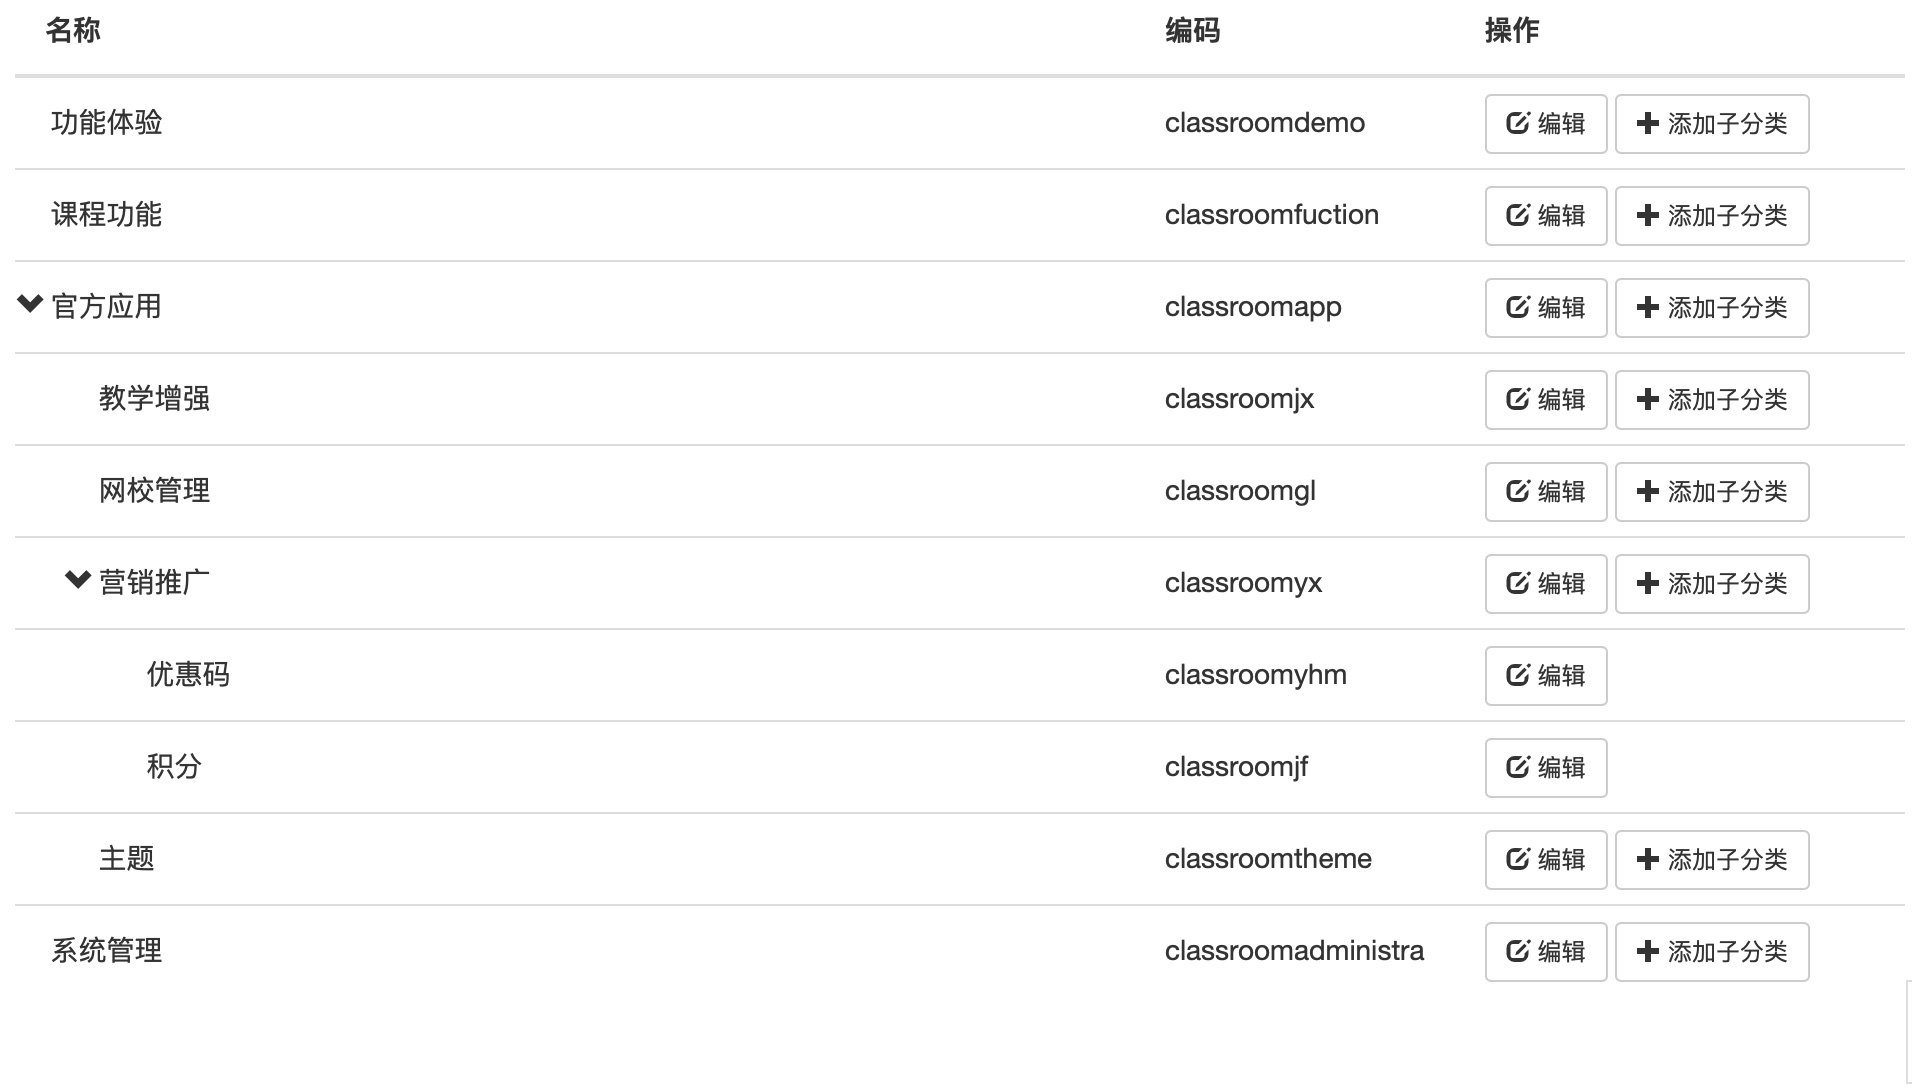 名称 编码 操作
功能体验 classroomdemo 编辑 添加子分类
课程功能 classroomfuction 编辑 添加子分类
官方应用 classroomapp 编辑 添加子分类
教学增强 classroomjx 编辑 添加子分类
网校管理 classroomgl 编辑 添加子分类
营销推广 classroomyx 编辑 添加子分类
优惠码 classroomyhm 编辑
积分 classroomjf 编辑
主题 classroomtheme 编辑 添加子分类
系统管理 classroomadministra 编辑 添加子分类